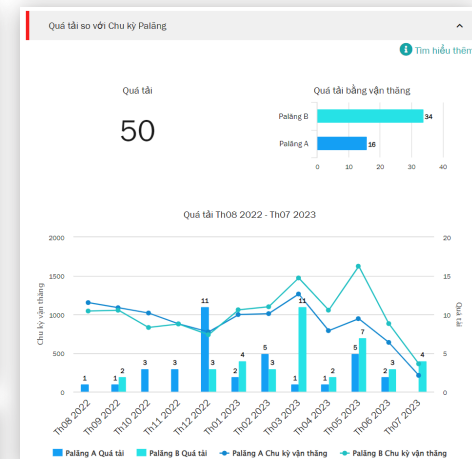 Quá tải so với Chu kỳ Palăng
Tìm hiểu thêm
Quá tải
50
Quá tải bằng vận thăng
Palăng B
34
Palăng A
16
0 10 20 30 40
Quá tải Th08 2022 - Th07 2023
2000
1500
1000
500
0
Chu kỳ vận thăng
20
15
10
5
0
Quá tải
1 1 2 3 3 11 3 2 4 5 3 1 11 1 2 5 7 2 3 4
Th08 2022 Th09 2022 Th10 2022 Th11 2022 Th12 2022 Th01 2023 Th02 2023 Th03 2023 Th04 2023 Th05 2023 Th06 2023 Th07 2023
Palăng A Quá tải Palăng B Quá tải Palăng A Chu kỳ vận thăng Palăng B Chu kỳ vận thăng